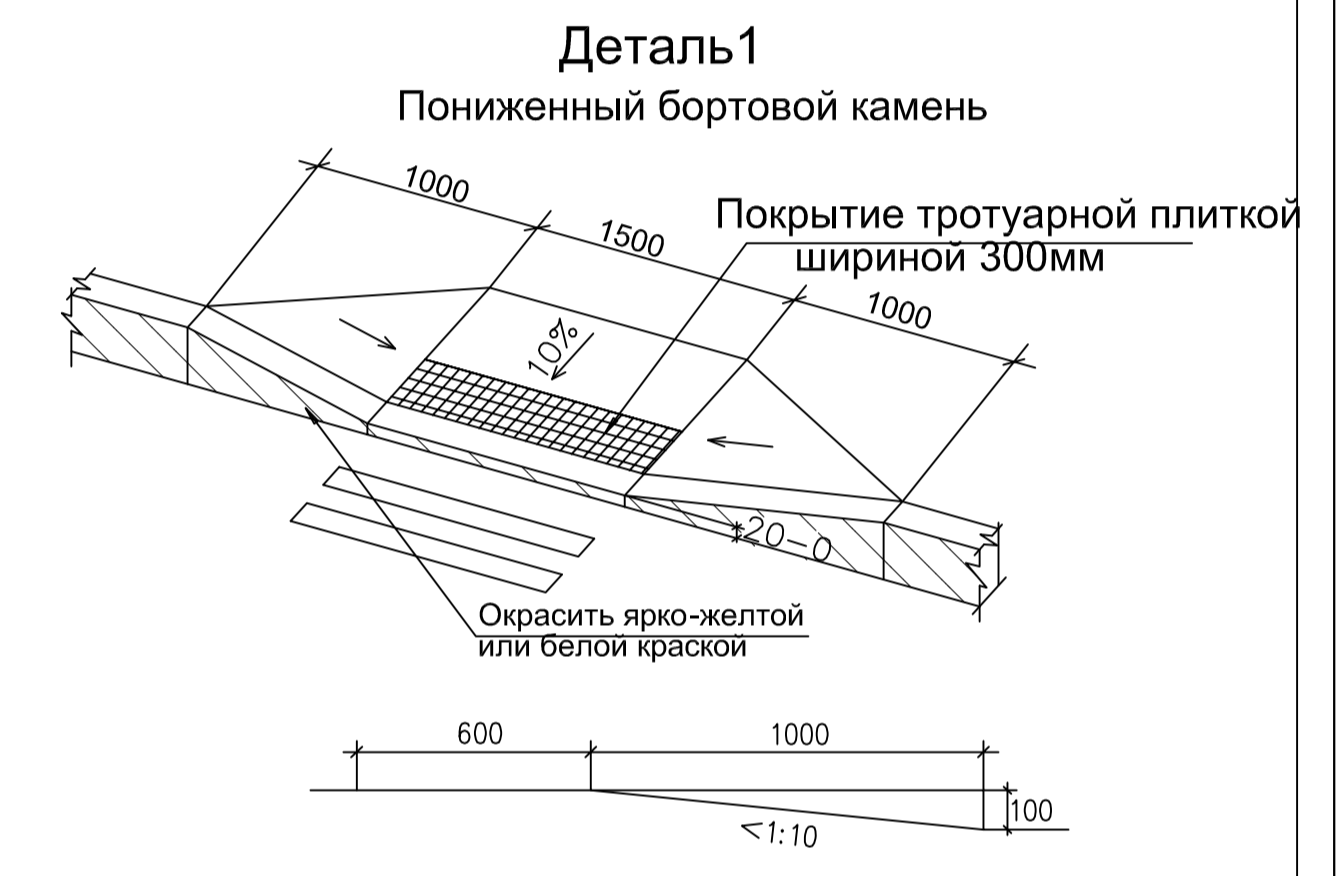 Деталь1
Пониженный бортовой камень
1000
1500
1000
Покрытие тротуарной плиткой
шириной 300мм
10%
20-0
Окрасить ярко-желтой
или белой краской
600
1000
100
<1:10